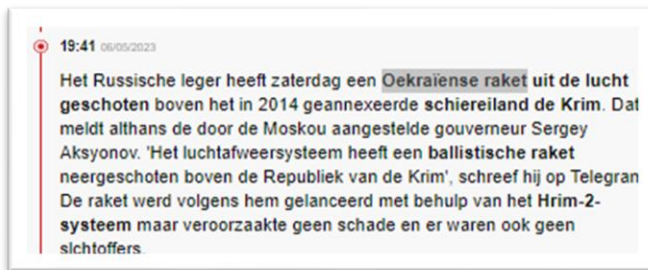 19:41 06/05/2023
Het Russische leger heeft zaterdag een Oekraïense raket uit de lucht
geschoten boven het in 2014 geannexeerde schiereiland de Krim. Dat
meldt althans de door de Moskou aangestelde gouverneur Sergey
Aksyonov. 'Het luchtafweersysteem heeft een ballistische raket
neergeschoten boven de Republiek van de Krim', schreef hij op Telegram
De raket werd volgens hem gelanceerd met behulp van het Hrim-2-
systeem maar veroorzaakte geen schade en er waren ook geen
slchtoffers.